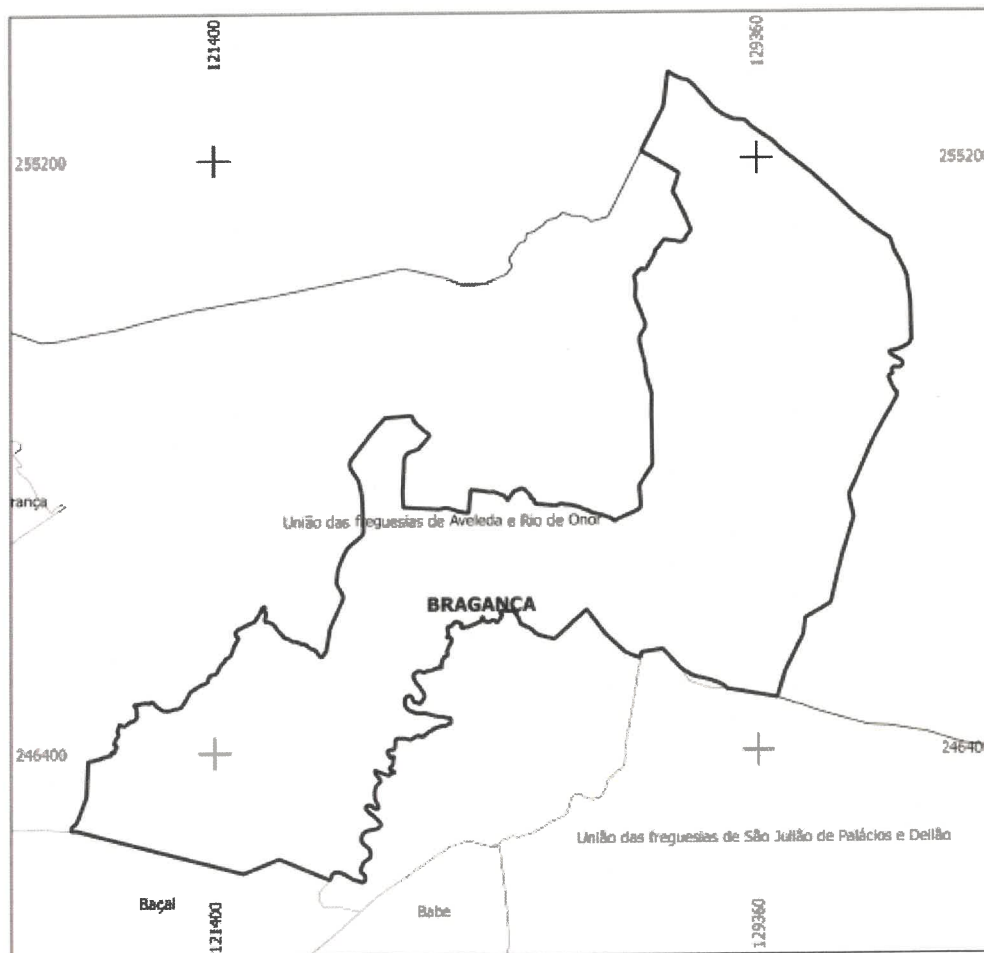 121400
129360
255200
255200
rança
União das freguesias de Aveleda e Rio de Onor
BRAGANÇA
246400
246400
União das freguesias de São Julião de Palácios e Deilão
Baçal
Babe
121400
129360